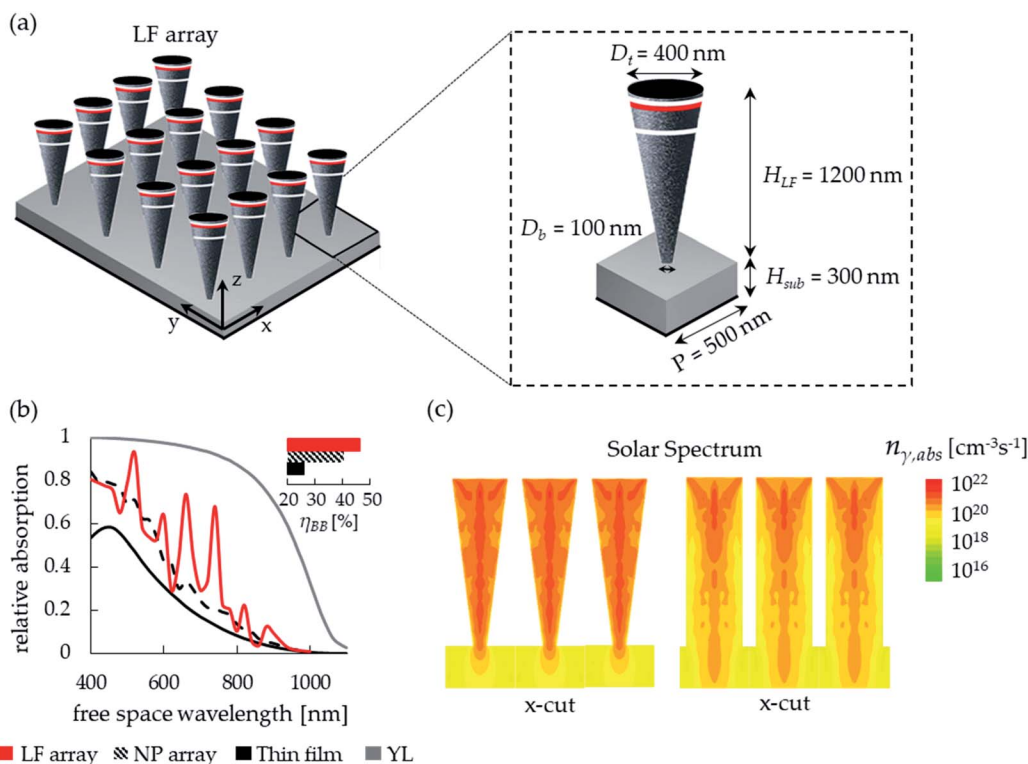 (a)
LF array
z
y
x
D_t = 400 nm
H_LF = 1200 nm
D_b = 100 nm
H_sub = 300 nm
P = 500 nm
(b)
relative absorption
1
0.8
0.6
0.4
0.2
0
400
600
800
1000
free space wavelength [nm]
20
30
40
50
η_BB [%]
LF array
NP array
Thin film
YL
(c)
Solar Spectrum
n_γ,abs [cm⁻³s⁻¹]
10²²
10²⁰
10¹⁸
10¹⁶
x-cut
x-cut